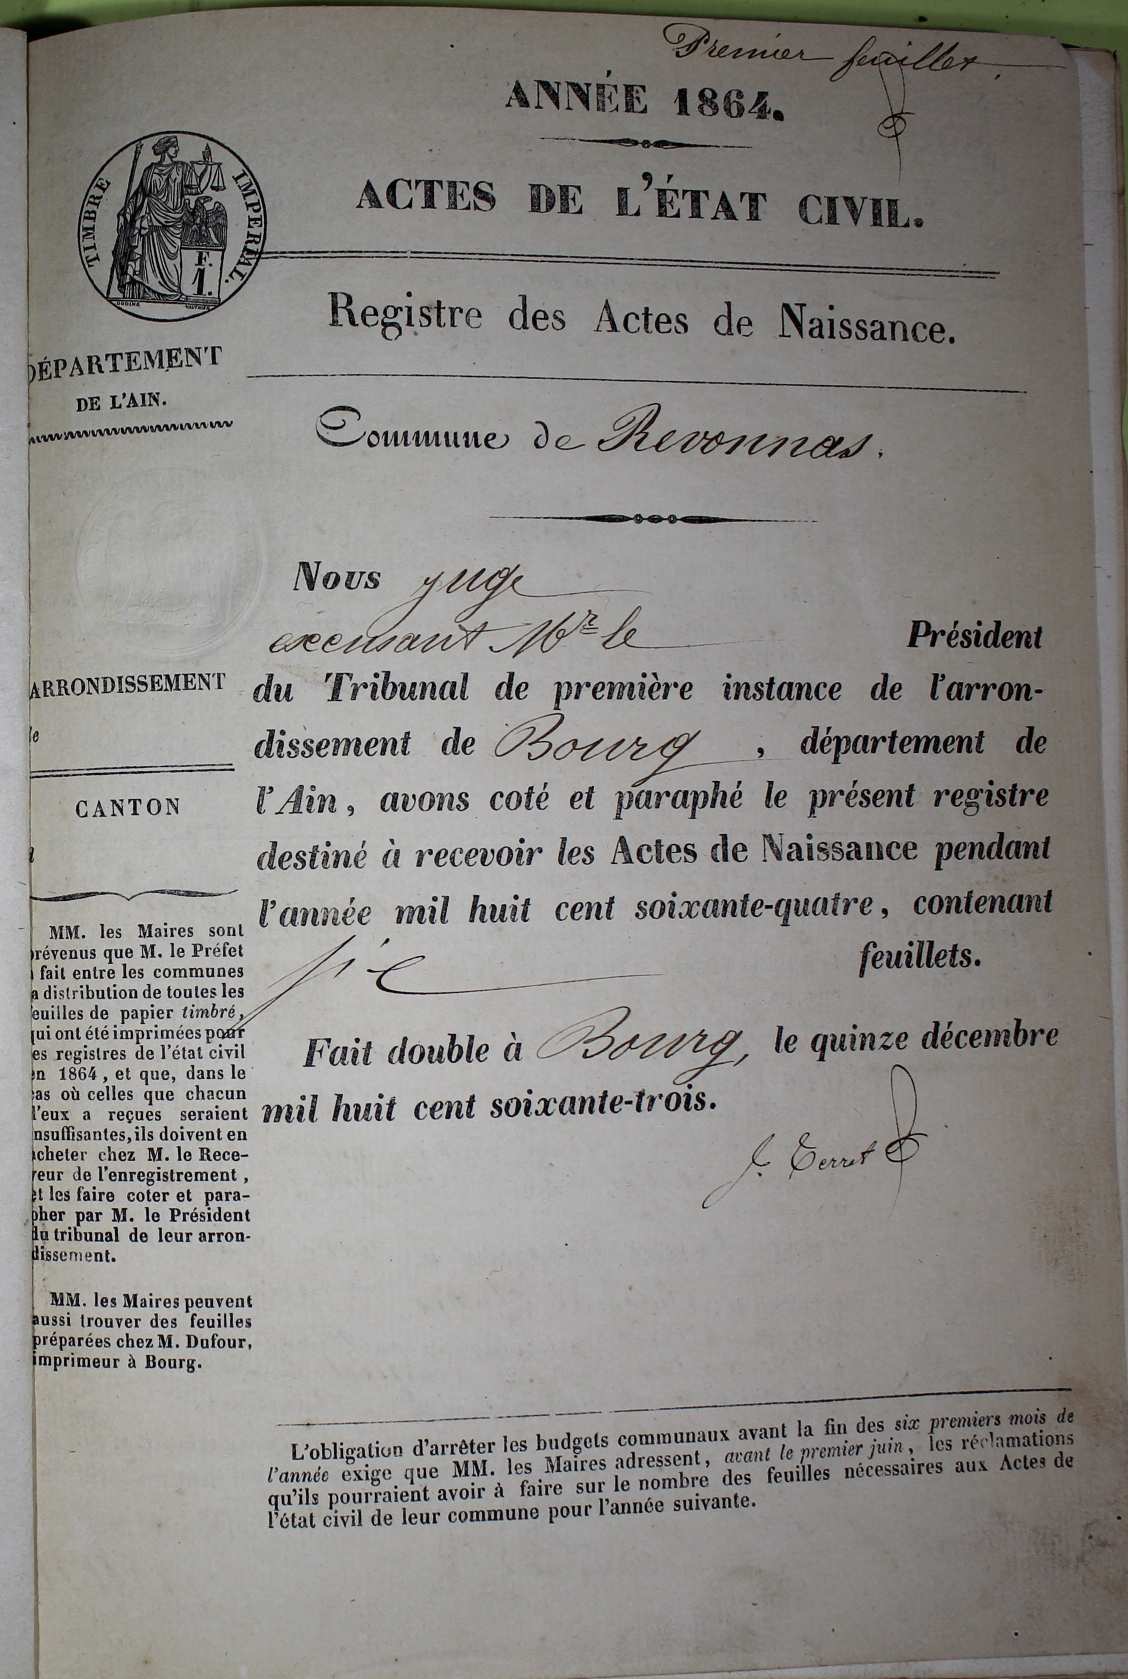 Premier feuillet.
ANNÉE 1864.
ACTES DE L'ÉTAT CIVIL.
TIMBRE IMPERIAL.
F.
1.
Registre des Actes de Naissance.
DÉPARTEMENT
DE L'AIN.
Commune de Revonnas.
Nous juge
excusant Mr le Président
du Tribunal de première instance de l'arron-
dissement de Bourg, département de
l'Ain, avons coté et paraphé le présent registre
destiné à recevoir les Actes de Naissance pendant
l'année mil huit cent soixante-quatre, contenant
six feuillets.
Fait double à Bourg, le quinze décembre
mil huit cent soixante-trois.
J. Terret
ARRONDISSEMENT
CANTON
MM. les Maires sont
révenus que M. le Préfet
fait entre les communes
a distribution de toutes les
euilles de papier timbré,
qui ont été imprimées pour
es registres de l'état civil
en 1864, et que, dans le
cas où celles que chacun
d'eux a reçues seraient
insuffisantes, ils doivent en
acheter chez M. le Rece-
veur de l'enregistrement,
et les faire coter et para-
pher par M. le Président
du tribunal de leur arron-
dissement.
MM. les Maires peuvent
aussi trouver des feuilles
préparées chez M. Dufour,
imprimeur à Bourg.
L'obligation d'arrêter les budgets communaux avant la fin des six premiers mois de
l'année exige que MM. les Maires adressent, avant le premier juin, les réclamations
qu'ils pourraient avoir à faire sur le nombre des feuilles nécessaires aux Actes de
l'état civil de leur commune pour l'année suivante.